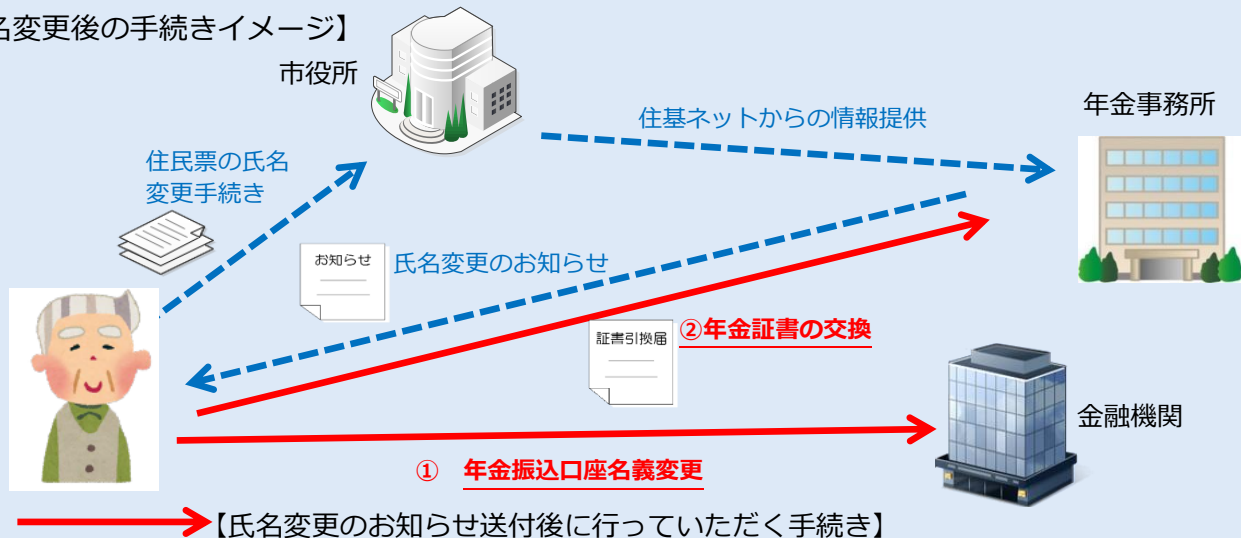 名変更後の手続きイメージ】
市役所
年金事務所
住基ネットからの情報提供
住民票の氏名
変更手続き
お知らせ
氏名変更のお知らせ
証書引換届
②年金証書の交換
金融機関
① 年金振込口座名義変更
【氏名変更のお知らせ送付後に行っていただく手続き】